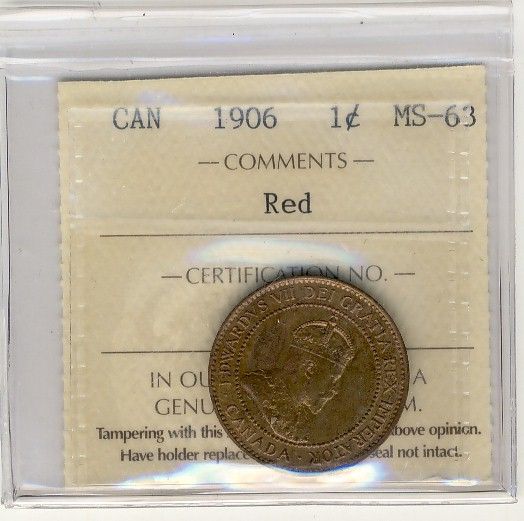 CAN 1906 1¢ MS-63
— COMMENTS —
Red
— CERTIFICATION NO. —
IN OU A
GENU M.
Tampering with this bove opinion.
Have holder replace seal not intact.
EDWARDVS VII DEI GRATIA REX IMPERATOR
CANADA